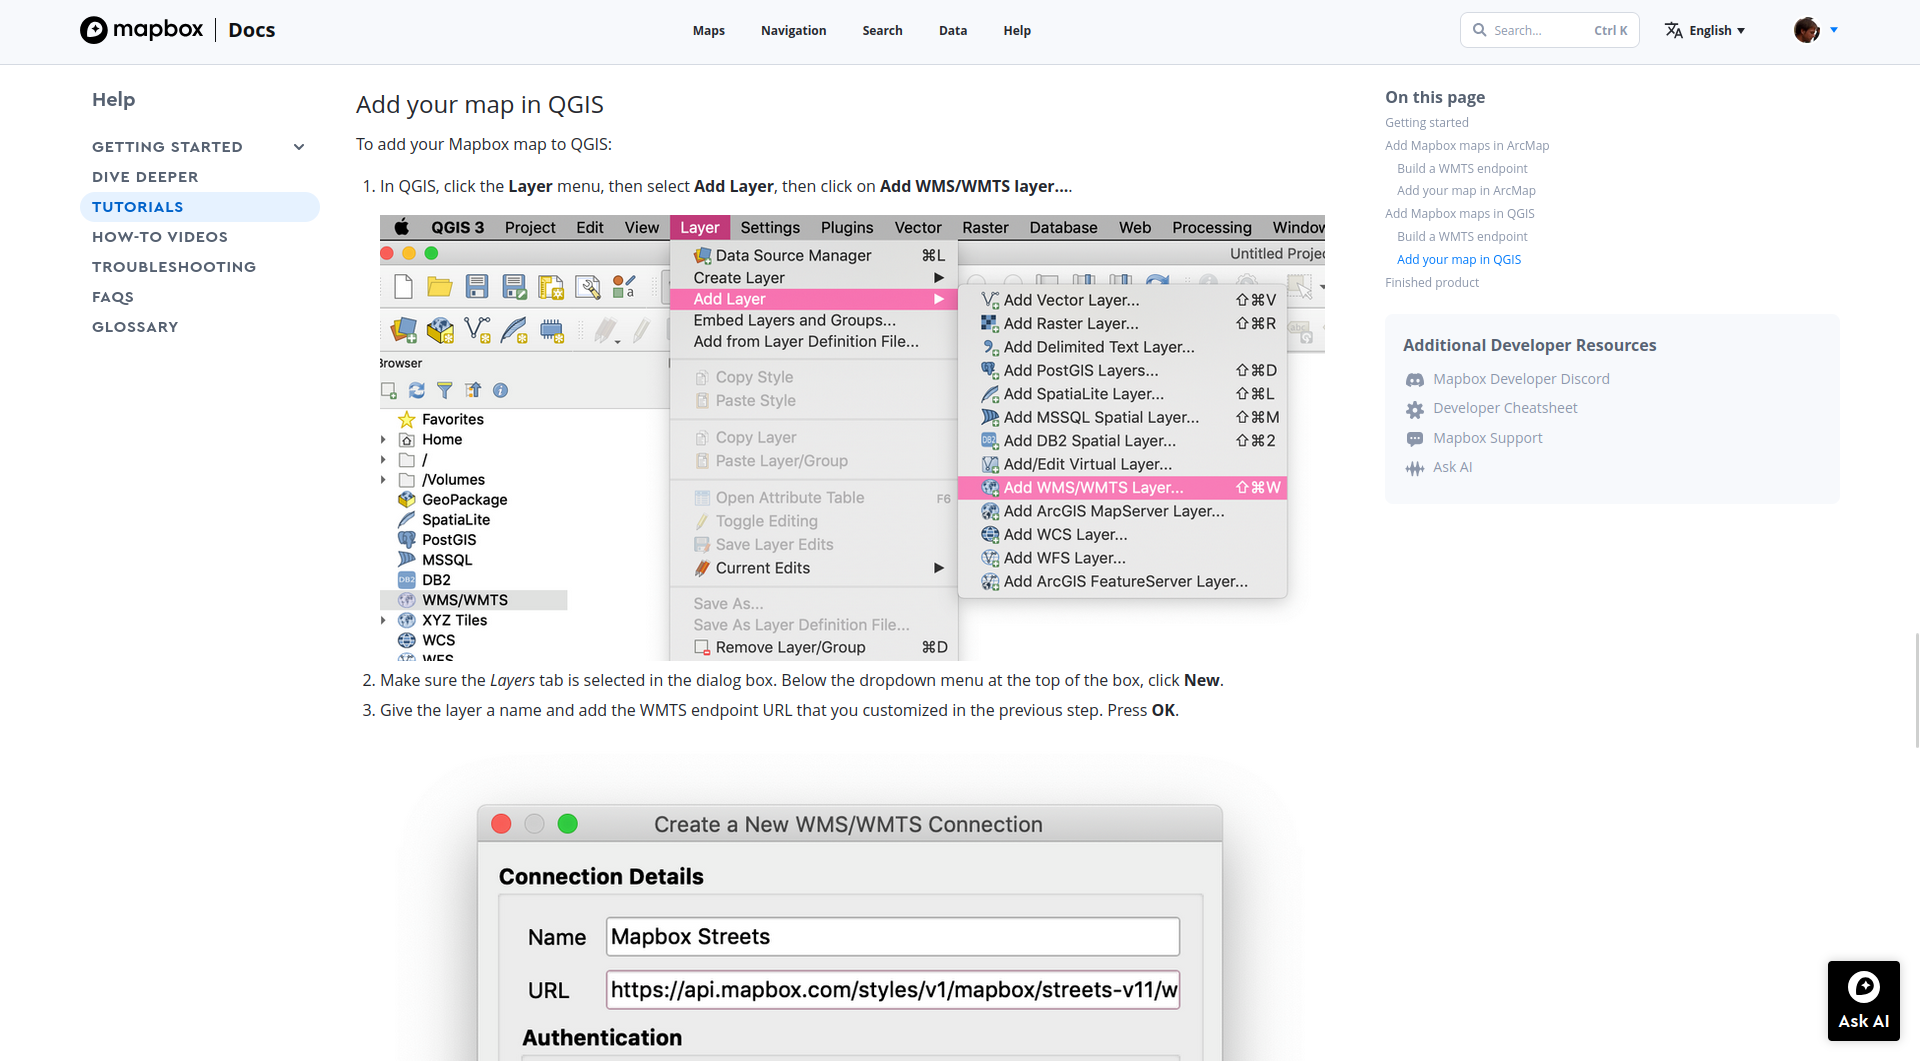 mapbox Docs
Maps
Navigation
Search
Data
Help
Search...
Ctrl K
English
Help
GETTING STARTED
DIVE DEEPER
TUTORIALS
HOW-TO VIDEOS
TROUBLESHOOTING
FAQS
GLOSSARY
Add your map in QGIS
To add your Mapbox map to QGIS:
1. In QGIS, click the Layer menu, then select Add Layer, then click on Add WMS/WMTS layer....
QGIS 3 Project Edit View Layer Settings Plugins Vector Raster Database Web Processing Window
Untitled Projec
Data Source Manager ⌘L
Create Layer
Add Layer
Embed Layers and Groups...
Add from Layer Definition File...
Copy Style
Paste Style
Copy Layer
Paste Layer/Group
Open Attribute Table F6
Toggle Editing
Save Layer Edits
Current Edits
Save As...
Save As Layer Definition File...
Remove Layer/Group ⌘D
Add Vector Layer... ⇧⌘V
Add Raster Layer... ⇧⌘R
Add Delimited Text Layer...
Add PostGIS Layers... ⇧⌘D
Add SpatiaLite Layer... ⇧⌘L
Add MSSQL Spatial Layer... ⇧⌘M
Add DB2 Spatial Layer... ⇧⌘2
Add/Edit Virtual Layer...
Add WMS/WMTS Layer... ⇧⌘W
Add ArcGIS MapServer Layer...
Add WCS Layer...
Add WFS Layer...
Add ArcGIS FeatureServer Layer...
Browser
Favorites
Home
/
/Volumes
GeoPackage
SpatiaLite
PostGIS
MSSQL
DB2
WMS/WMTS
XYZ Tiles
WCS
WFS
2. Make sure the Layers tab is selected in the dialog box. Below the dropdown menu at the top of the box, click New.
3. Give the layer a name and add the WMTS endpoint URL that you customized in the previous step. Press OK.
Create a New WMS/WMTS Connection
Connection Details
Name Mapbox Streets
URL https://api.mapbox.com/styles/v1/mapbox/streets-v11/w
Authentication
On this page
Getting started
Add Mapbox maps in ArcMap
Build a WMTS endpoint
Add your map in ArcMap
Add Mapbox maps in QGIS
Build a WMTS endpoint
Add your map in QGIS
Finished product
Additional Developer Resources
Mapbox Developer Discord
Developer Cheatsheet
Mapbox Support
Ask AI
Ask AI